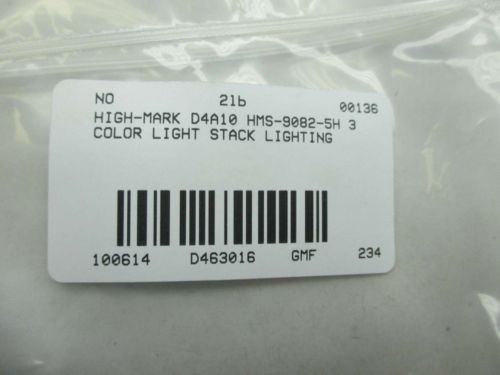 NO 2lb 00136
HIGH-MARK D4A10 HMS-9082-5H 3
COLOR LIGHT STACK LIGHTING
100614 D463016 GMF 234